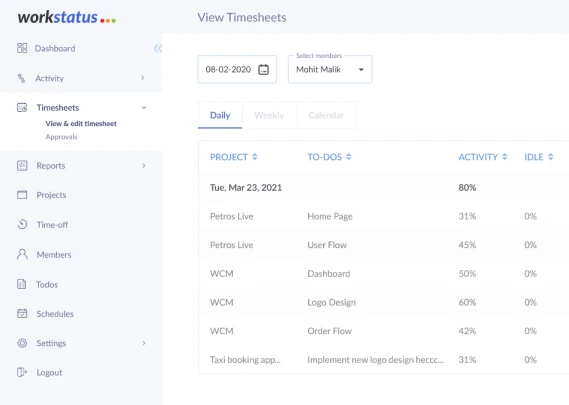 workstatus
View Timesheets
Dashboard
Activity
Timesheets
View & edit timesheet
Approvals
Reports
Projects
Time-off
Members
Todos
Schedules
Settings
Logout
08-02-2020
Select members
Mohit Malik
Daily Weekly Calendar
PROJECT TO-DOS ACTIVITY IDLE
Tue, Mar 23, 2021 80%
Petros Live Home Page 31% 0%
Petros Live User Flow 45% 0%
WCM Dashboard 50% 0%
WCM Logo Design 60% 0%
WCM Order Flow 42% 0%
Taxi booking app... Implement new logo design heccc... 31% 0%